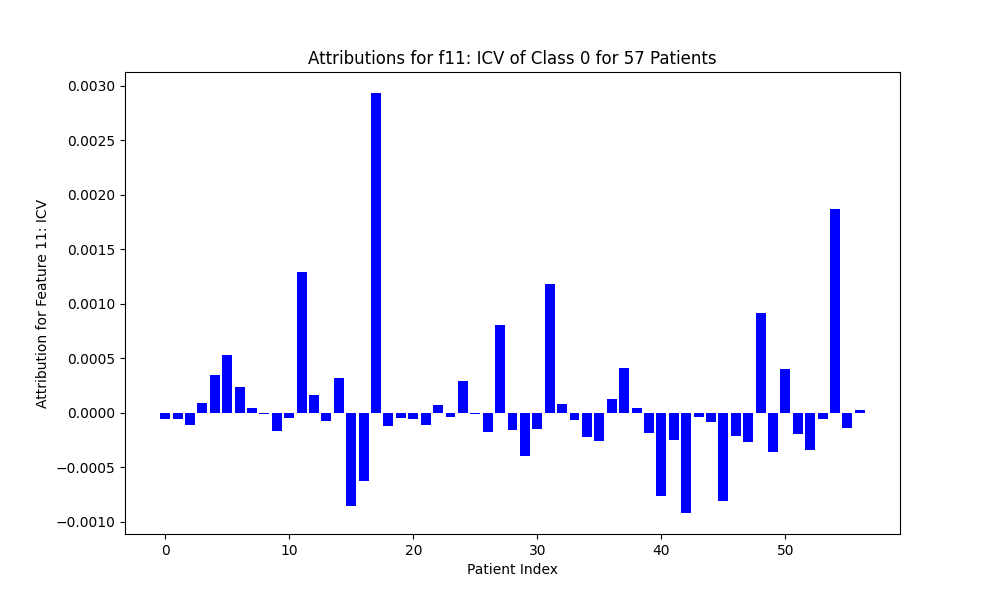 Attributions for f11: ICV of Class 0 for 57 Patients
Attribution for Feature 11: ICV
0.0030
0.0025
0.0020
0.0015
0.0010
0.0005
0.0000
−0.0005
−0.0010
0 10 20 30 40 50
Patient Index